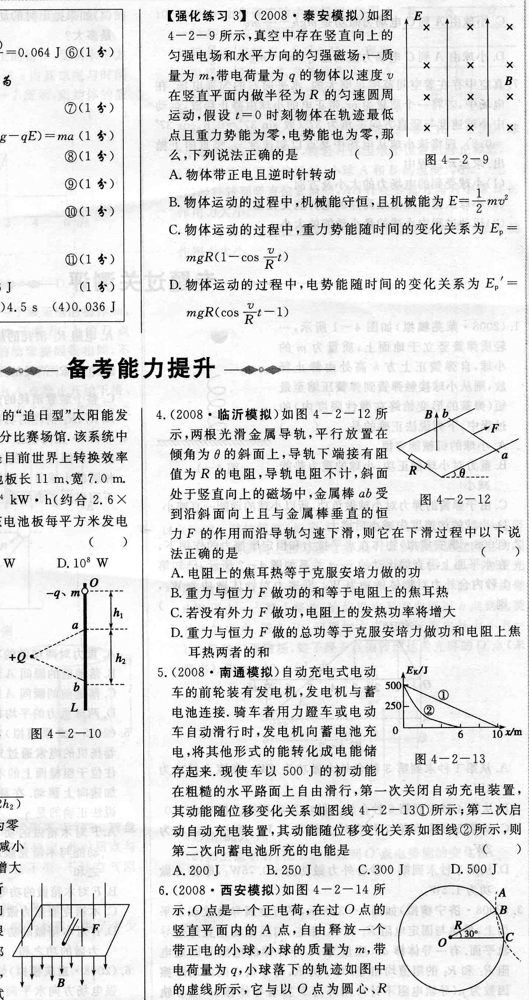 =0.064 J ⑥(1 分)
为
⑦(1 分)
g-qE)=ma (1 分)
⑧(1 分)
⑨(1 分)
⑩(1 分)
⑪(1 分)
J (1 分)
)4.5 s (4)0.036 J
【强化练习 3】(2008·泰安模拟)如图
4-2-9 所示,真空中存在竖直向上的
匀强电场和水平方向的匀强磁场,一质
量为 m,带电荷量为 q 的物体以速度 v
在竖直平面内做半径为 R 的匀速圆周
运动,假设 t=0 时刻物体在轨迹最低
点且重力势能为零,电势能也为零,那
么,下列说法正确的是 ( )
E
× × ×
× × ×
B
× × ×
× × ×
图 4-2-9
A. 物体带正电且逆时针转动
B. 物体运动的过程中,机械能守恒,且机械能为 E=1/2 mv²
C. 物体运动的过程中,重力势能随时间的变化关系为 Eₚ=
mgR(1-cos v/R t)
D. 物体运动的过程中,电势能随时间的变化关系为 Eₚ′=
mgR(cos v/R t-1)
备考能力提升
的“追日型”太阳能发
分比赛场馆.该系统中
目前世界上转换效率
板长 11 m、宽 7.0 m.
⁴ kW·h(约合 2.6×
电池板每平方米发电
( )
W D. 10⁸ W
O
-q、m
h₁
a
+Q
h₂
b
L
图 4-2-10
h₂)
零
减小
增大
F
B
4. (2008·临沂模拟)如图 4-2-12 所
示,两根光滑金属导轨,平行放置在
倾角为 θ 的斜面上,导轨下端接有阻
值为 R 的电阻,导轨电阻不计,斜面
处于竖直向上的磁场中,金属棒 ab 受
到沿斜面向上且与金属棒垂直的恒
力 F 的作用而沿导轨匀速下滑,则它在下滑过程中以下说
法正确的是 ( )
B b
F
a
R θ
图 4-2-12
A. 电阻上的焦耳热等于克服安培力做的功
B. 重力与恒力 F 做功的和等于电阻上的焦耳热
C. 若没有外力 F 做功,电阻上的发热功率将增大
D. 重力与恒力 F 做的总功等于克服安培力做功和电阻上焦
耳热两者的和
5. (2008·南通模拟)自动充电式电动
车的前轮装有发电机,发电机与蓄
电池连接.骑车者用力蹬车或电动
车自动滑行时,发电机向蓄电池充
电,将其他形式的能转化成电能储
存起来.现使车以 500 J 的初动能
在粗糙的水平路面上自由滑行,第一次关闭自动充电装置,
其动能随位移变化关系如图线 4-2-13①所示;第二次启
动自动充电装置,其动能随位移变化关系如图线②所示,则
第二次向蓄电池所充的电能是 ( )
E_K/J
500
①
250
②
0 6 10 x/m
图 4-2-13
A. 200 J B. 250 J C. 300 J D. 500 J
6. (2008·西安模拟)如图 4-2-14 所
示,O 点是一个正电荷,在过 O 点的
竖直平面内的 A 点,自由释放一个
带正电的小球,小球的质量为 m,带
电荷量为 q,小球落下的轨迹如图中
的虚线所示,它与以 O 点为圆心、R
A
B
R
30°
O C